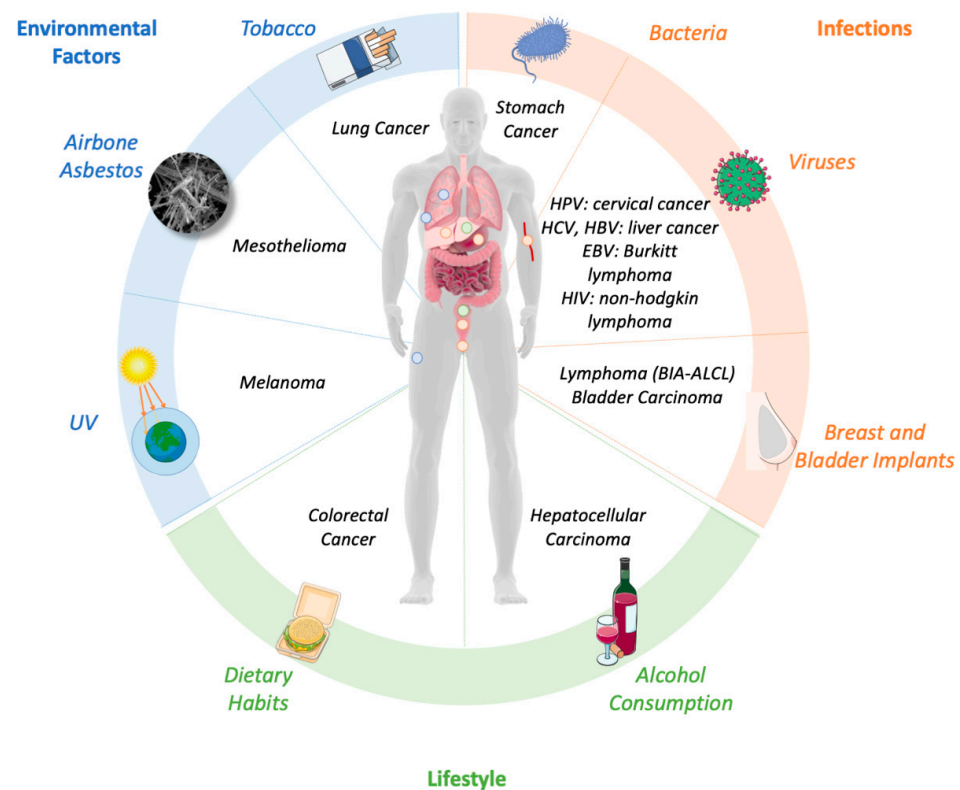 Environmental
Factors
Tobacco
Bacteria
Infections
Lung Cancer
Stomach
Cancer
Airbone
Asbestos
Viruses
Mesothelioma
HPV: cervical cancer
HCV, HBV: liver cancer
EBV: Burkitt
lymphoma
HIV: non-hodgkin
lymphoma
Melanoma
Lymphoma (BIA-ALCL)
Bladder Carcinoma
UV
Breast and
Bladder Implants
Colorectal
Cancer
Hepatocellular
Carcinoma
Dietary
Habits
Alcohol
Consumption
Lifestyle